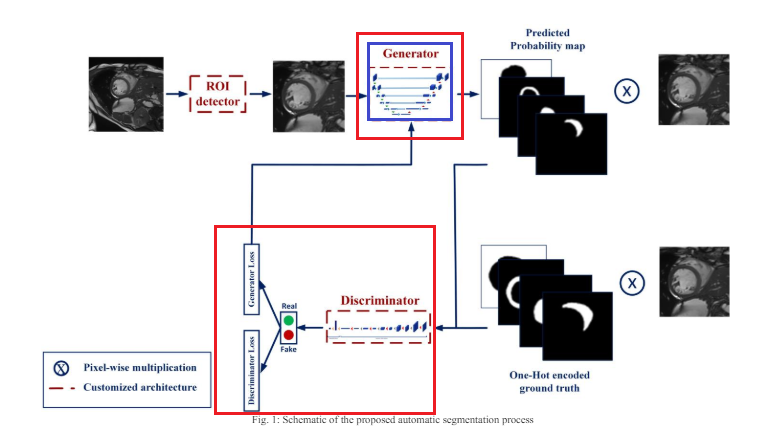 Generator
Predicted
Probability map
ROI
detector
X
Generator Loss
Discriminator Loss
Real
Fake
Discriminator
X
One-Hot encoded
ground truth
X Pixel-wise multiplication
Customized architecture
Fig. 1: Schematic of the proposed automatic segmentation process